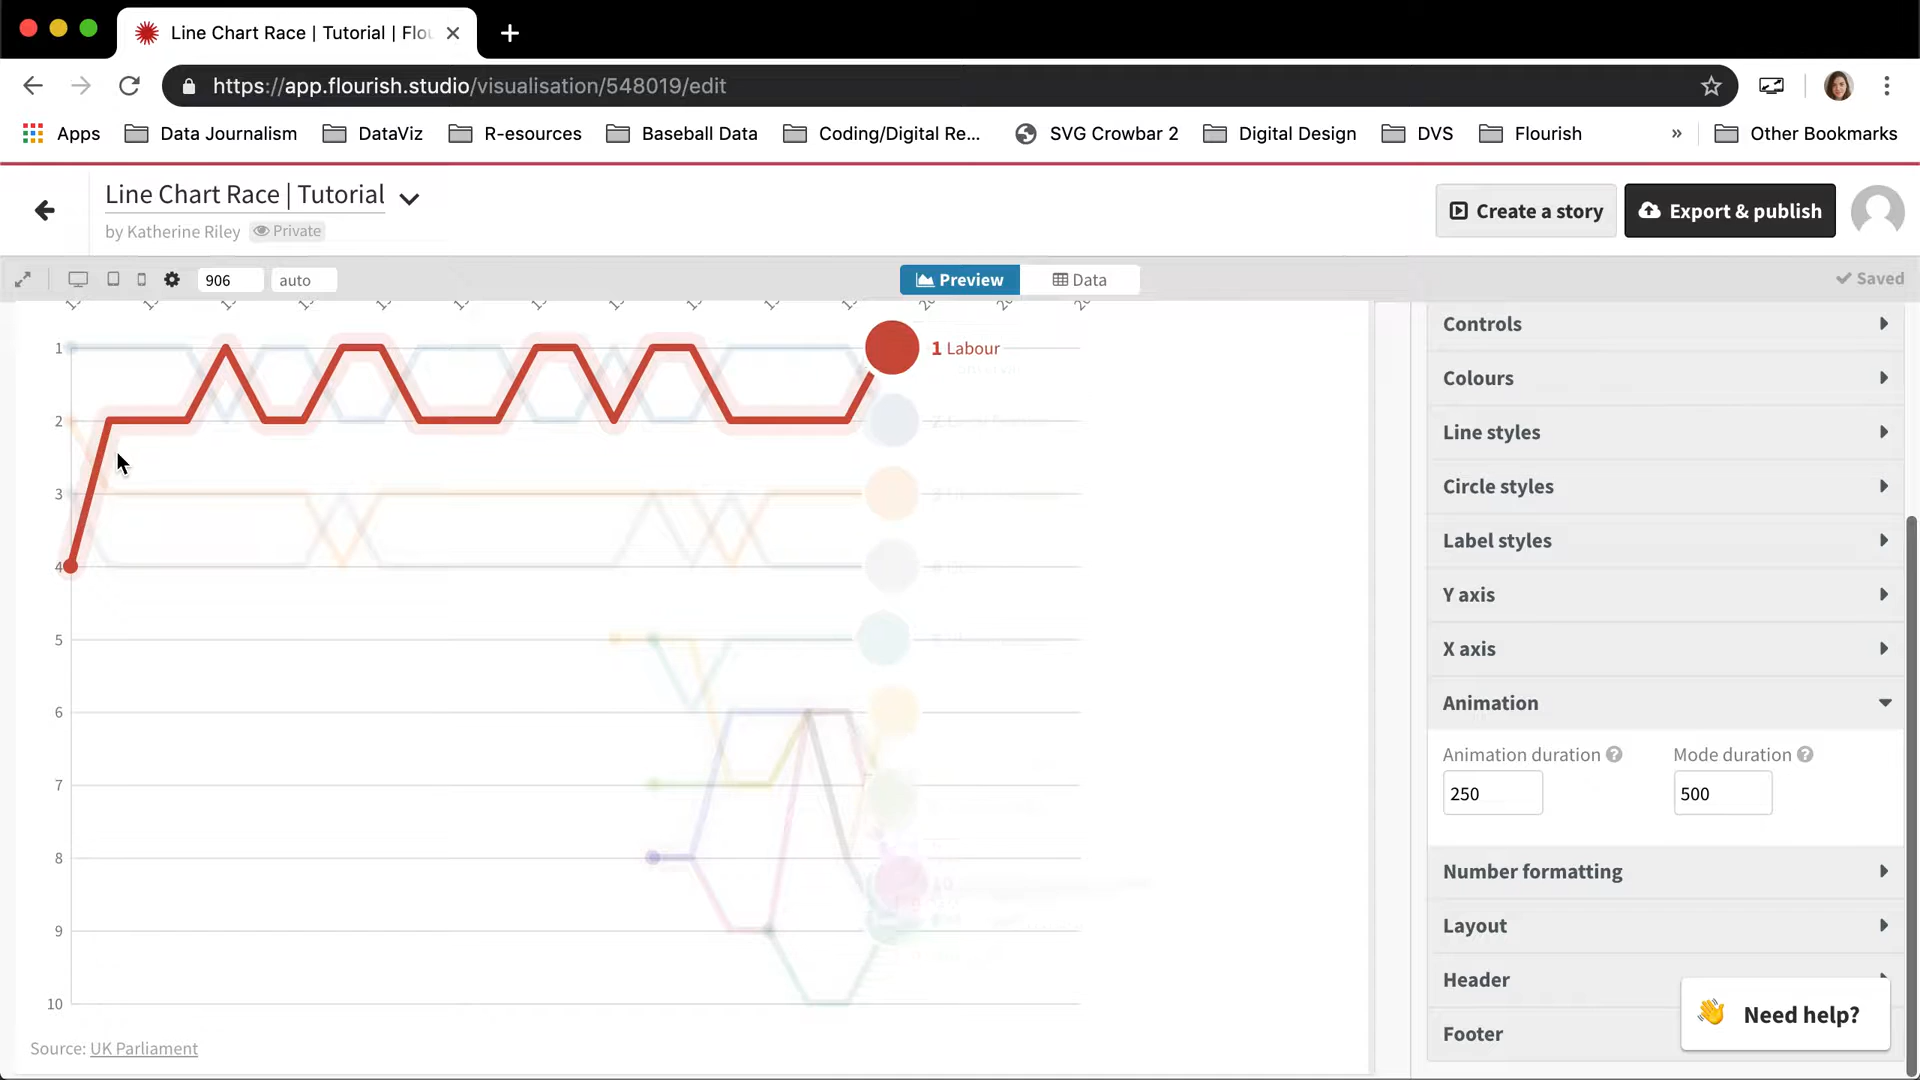 Line Chart Race | Tutorial | Flou
https://app.flourish.studio/visualisation/548019/edit
Apps Data Journalism DataViz R-esources Baseball Data Coding/Digital Re... SVG Crowbar 2 Digital Design DVS Flourish » Other Bookmarks
Line Chart Race | Tutorial
by Katherine Riley Private
Create a story
Export & publish
906
auto
Preview
Data
Saved
1
2
3
4
5
6
7
8
9
10
1 Labour
Source: UK Parliament
Controls
Colours
Line styles
Circle styles
Label styles
Y axis
X axis
Animation
Animation duration ? Mode duration ?
250 500
Number formatting
Layout
Header
Footer
Need help?